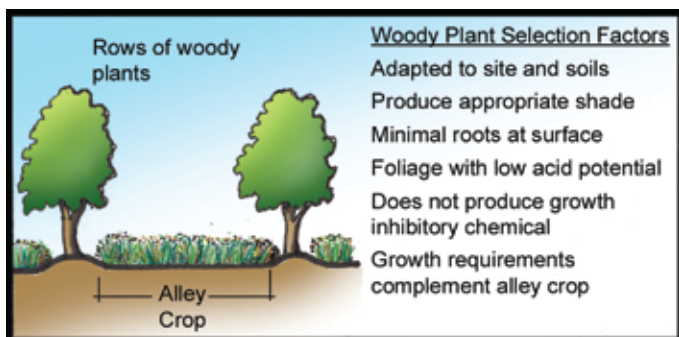 Rows of woody
plants
Alley
Crop
Woody Plant Selection Factors
Adapted to site and soils
Produce appropriate shade
Minimal roots at surface
Foliage with low acid potential
Does not produce growth
inhibitory chemical
Growth requirements
complement alley crop